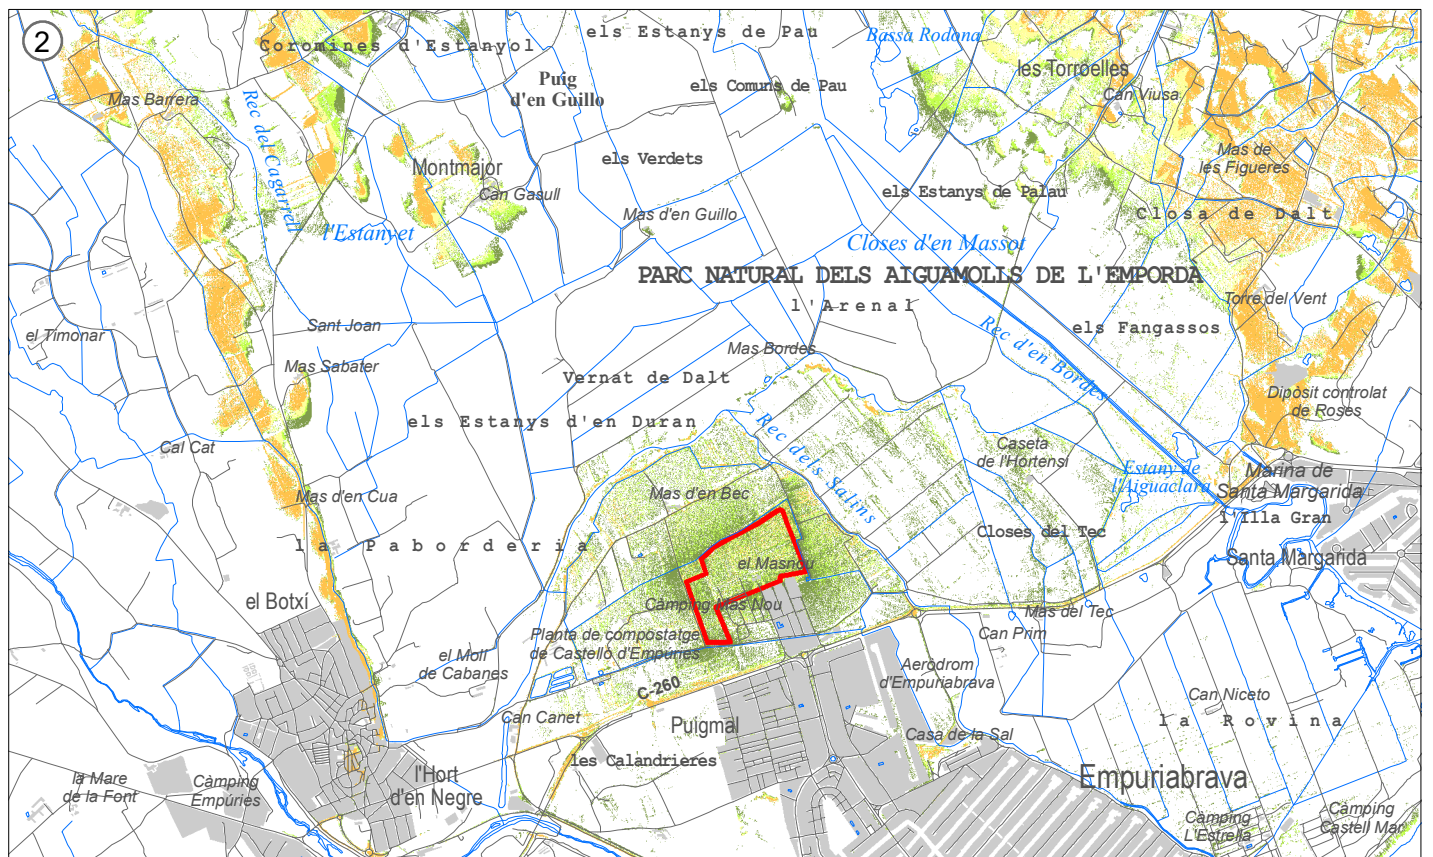 2
Coromines d'Estanyol
els Estanys de Pau
Bassa Rodona
Puig
d'en Guillo
les Torroelles
els Comuns de Pau
Can Viusa
Mas Barrera
Rec del Cagarrell
Montmajor
els Verdets
Mas de
les Figueres
Can Gasull
els Estanys de Palau
Mas d'en Guillo
Closa de Dalt
l'Estanyet
Closes d'en Massot
PARC NATURAL DELS AIGUAMOLLS DE L'EMPORDA
l'Arenal
Torre del Vent
el Timonar
Sant Joan
Rec d'en Bordes
els Fangassos
Mas Bordes
Mas Sabater
Vernat de Dalt
Dipòsit controlat
de Roses
els Estanys d'en Duran
Rec dels Salins
Cal Cat
Caseta
de l'Hortensi
Estany de
l'Aiguaclara
Marina de
Santa Margarida
Mas d'en Cua
Mas d'en Bec
l'Illa Gran
Closes del Tec
la Paborderia
Santa Margarida
el Masnou
el Botxí
Càmping Mas Nou
Mas del Tec
Planta de compostatge
de Castelló d'Empúries
Can Prim
el Molí
de Cabanes
Aeròdrom
d'Empuriabrava
C-260
Can Niceto
Can Canet
Puigmal
la Rovina
Casa de la Sal
les Calandrieres
la Mare
de la Font
Càmping
Empúries
l'Hort
d'en Negre
Empuriabrava
Càmping
L'Estrella
Càmping
Castell Mar